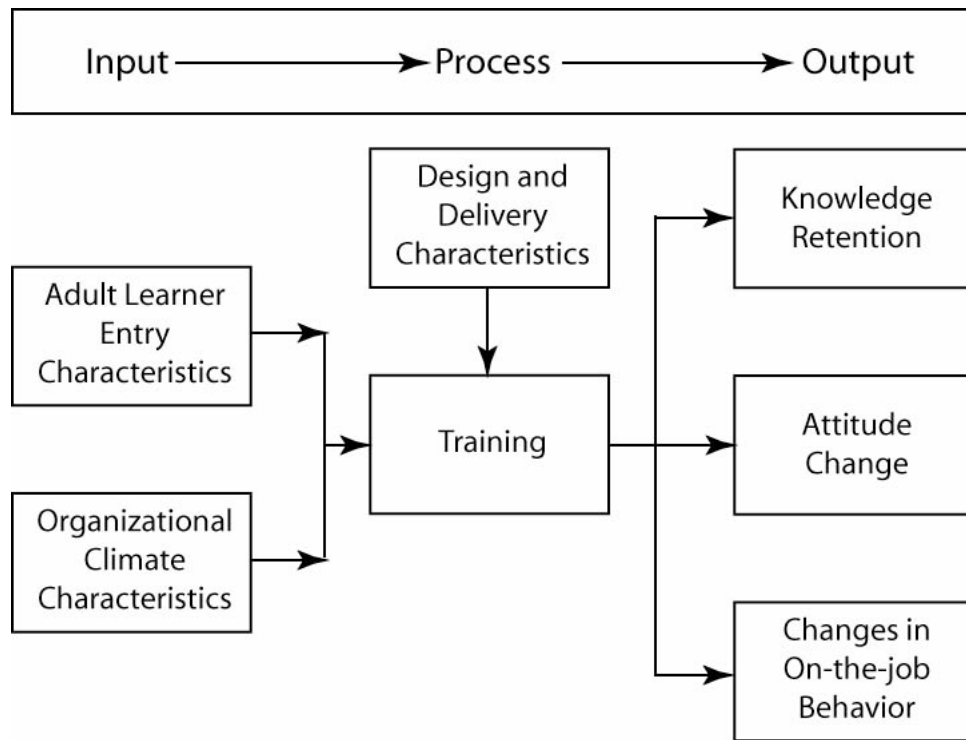 Input Process Output
Design and
Delivery
Characteristics
Knowledge
Retention
Adult Learner
Entry
Characteristics
Training
Attitude
Change
Organizational
Climate
Characteristics
Changes in
On-the-job
Behavior